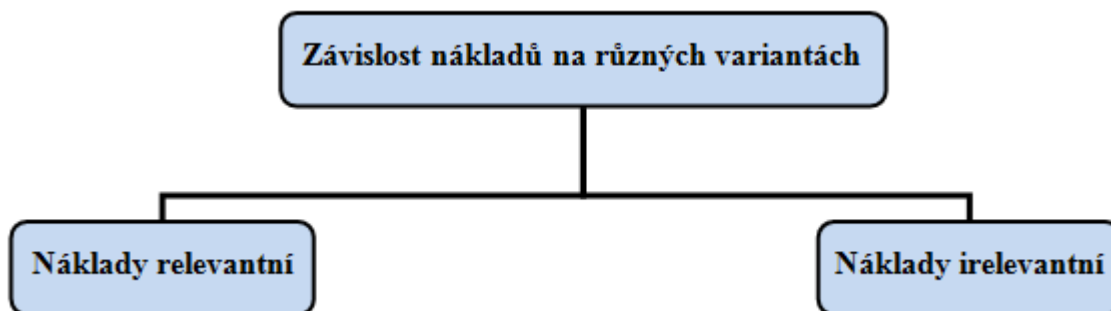 Závislost nákladů na různých variantách
Náklady relevantní
Náklady irelevantní